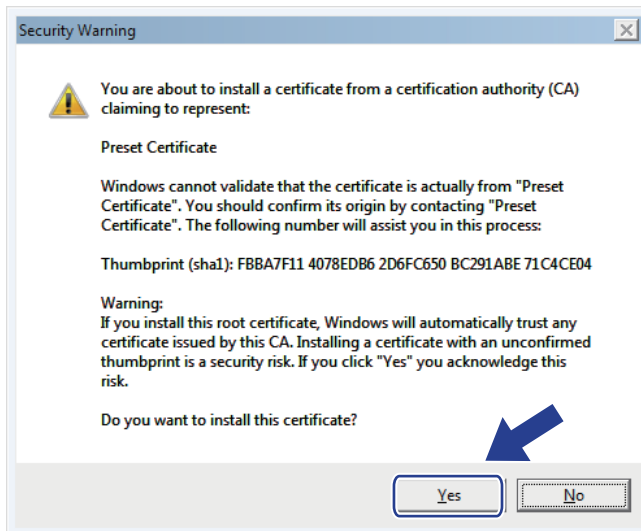 Security Warning
You are about to install a certificate from a certification authority (CA)
claiming to represent:
Preset Certificate
Windows cannot validate that the certificate is actually from "Preset
Certificate". You should confirm its origin by contacting "Preset
Certificate". The following number will assist you in this process:
Thumbprint (sha1): FBBA7F11 4078EDB6 2D6FC650 BC291ABE 71C4CE04
Warning:
If you install this root certificate, Windows will automatically trust any
certificate issued by this CA. Installing a certificate with an unconfirmed
thumbprint is a security risk. If you click "Yes" you acknowledge this
risk.
Do you want to install this certificate?
Yes
No